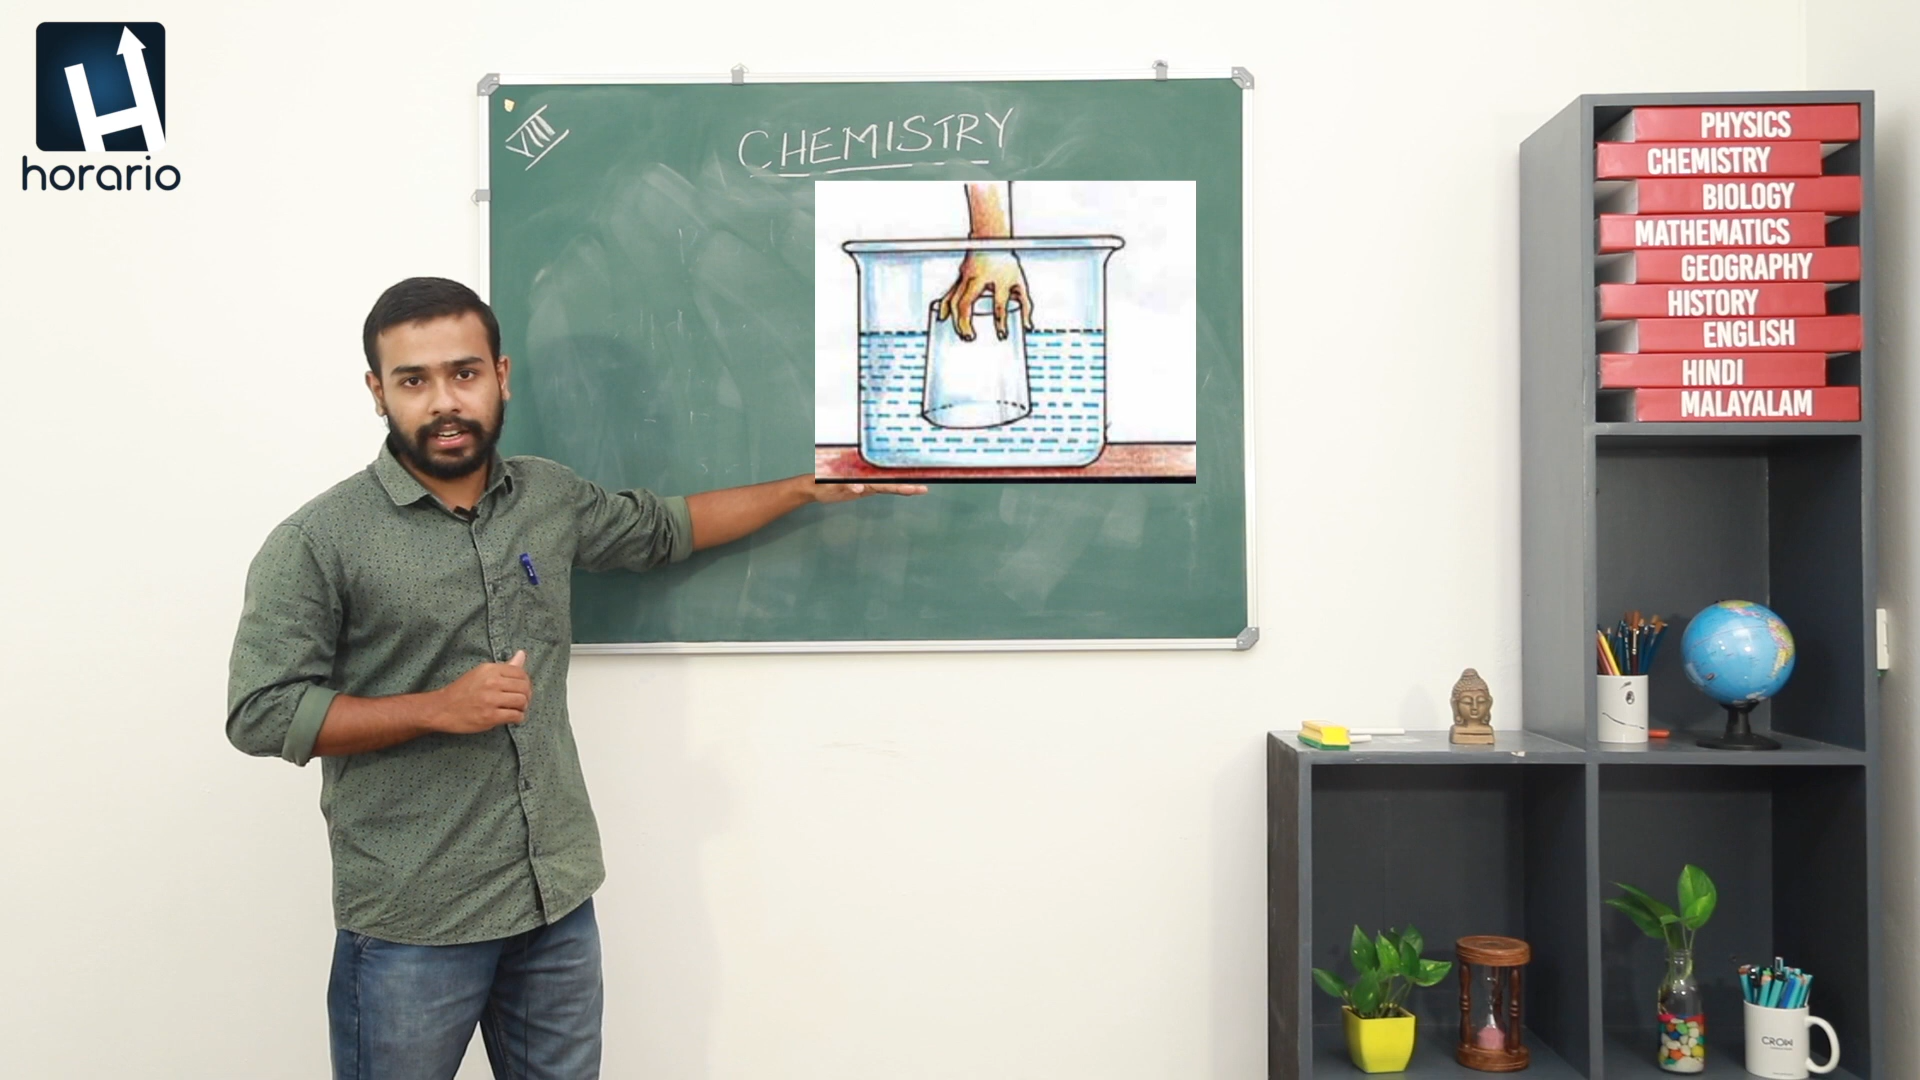 horario
VIII
CHEMISTRY
PHYSICS
CHEMISTRY
BIOLOGY
MATHEMATICS
GEOGRAPHY
HISTORY
ENGLISH
HINDI
MALAYALAM
CROW